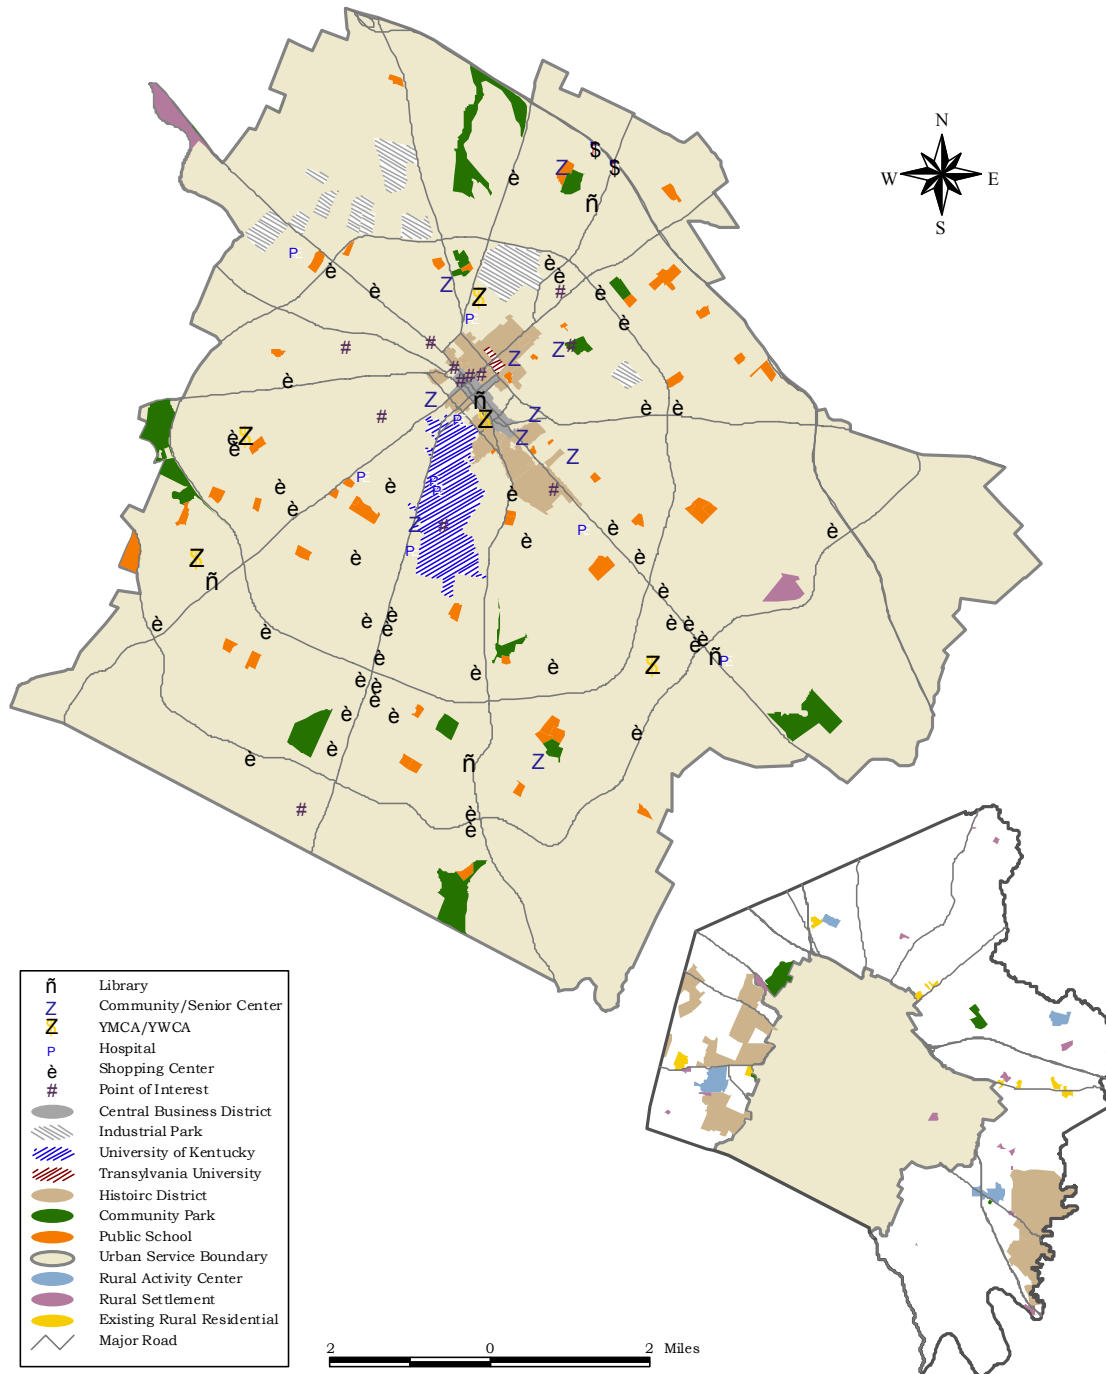 N
W
E
S
ñ Library
Z Community/Senior Center
Z YMCA/YWCA
P Hospital
è Shopping Center
# Point of Interest
Central Business District
Industrial Park
University of Kentucky
Transylvania University
Histoirc District
Community Park
Public School
Urban Service Boundary
Rural Activity Center
Rural Settlement
Existing Rural Residential
Major Road
2 0 2 Miles